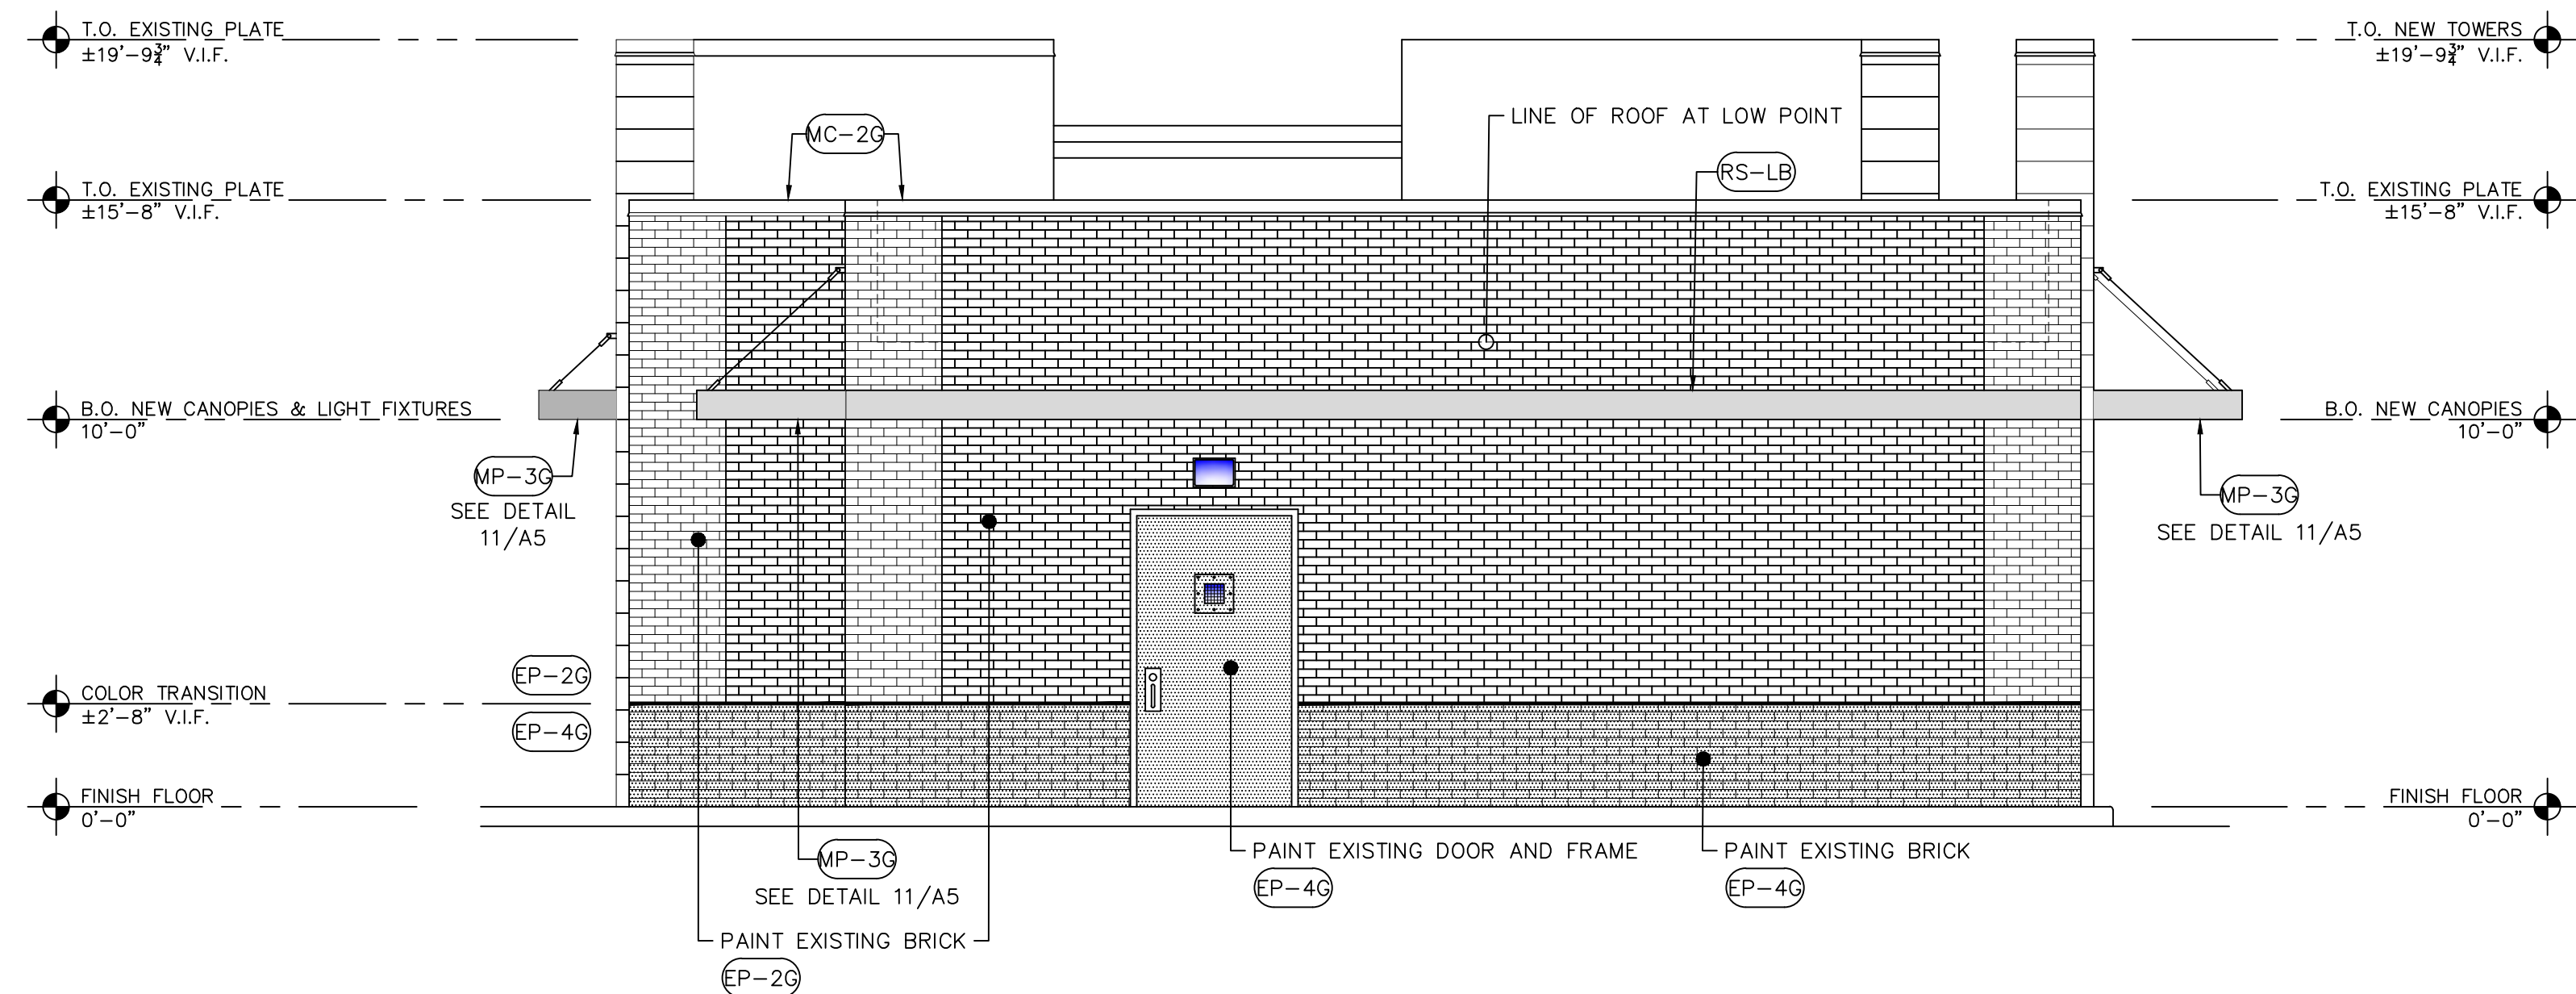 T.O. EXISTING PLATE
±19'-9¾" V.I.F.
T.O. NEW TOWERS
±19'-9¾" V.I.F.
MC-2G
LINE OF ROOF AT LOW POINT
RS-LB
T.O. EXISTING PLATE
±15'-8" V.I.F.
T.O. EXISTING PLATE
±15'-8" V.I.F.
B.O. NEW CANOPIES & LIGHT FIXTURES
10'-0"
B.O. NEW CANOPIES
10'-0"
MP-3G
SEE DETAIL
11/A5
MP-3G
SEE DETAIL 11/A5
EP-2G
COLOR TRANSITION
±2'-8" V.I.F.
EP-4G
FINISH FLOOR
0'-0"
FINISH FLOOR
0'-0"
MP-3G
SEE DETAIL 11/A5
PAINT EXISTING DOOR AND FRAME
EP-4G
PAINT EXISTING BRICK
EP-4G
PAINT EXISTING BRICK
EP-2G